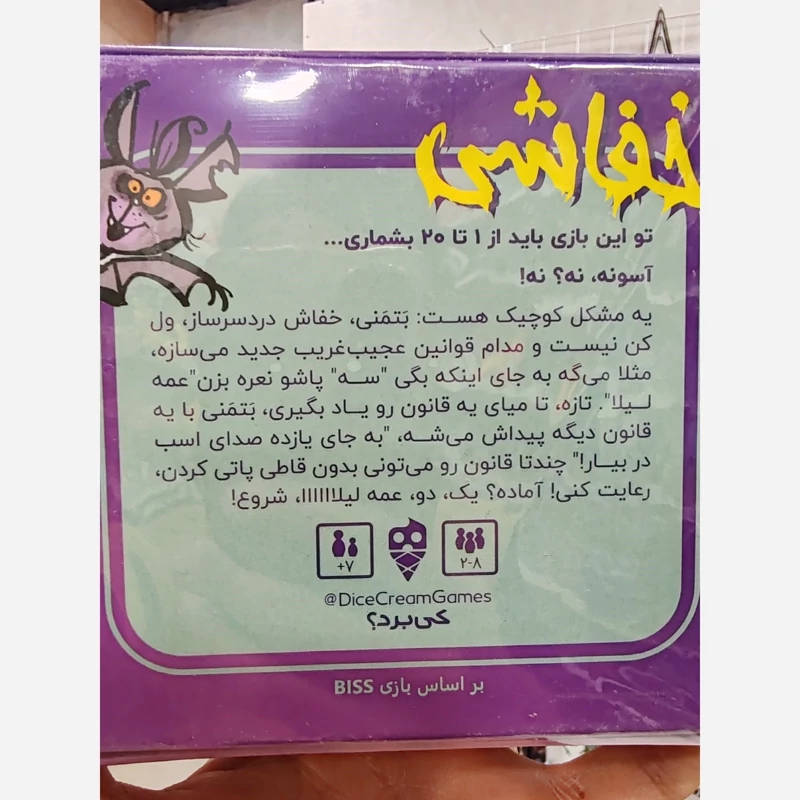 خفاشی
تو این بازی باید از ۱ تا ۲۰ بشماری...
آسونه، نه؟ نه!
یه مشکل کوچیک هست: بَتمَنی، خفاش دردسرساز، ول
کن نیست و مدام قوانین عجیب‌غریب جدید می‌سازه،
مثلا می‌گه به جای اینکه بگی "سه" پاشو نعره بزن"عمه
لیلا". تازه، تا میای یه قانون رو یاد بگیری، بَتمَنی با یه
قانون دیگه پیداش می‌شه، "به جای یازده صدای اسب
در بیار!" چندتا قانون رو می‌تونی بدون قاطی پاتی کردن،
رعایت کنی! آماده؟ یک، دو، عمه لیلااااااا، شروع!
۲-۸
+۷
@DiceCreamGames
کی‌برد؟
بر اساس بازی BISS